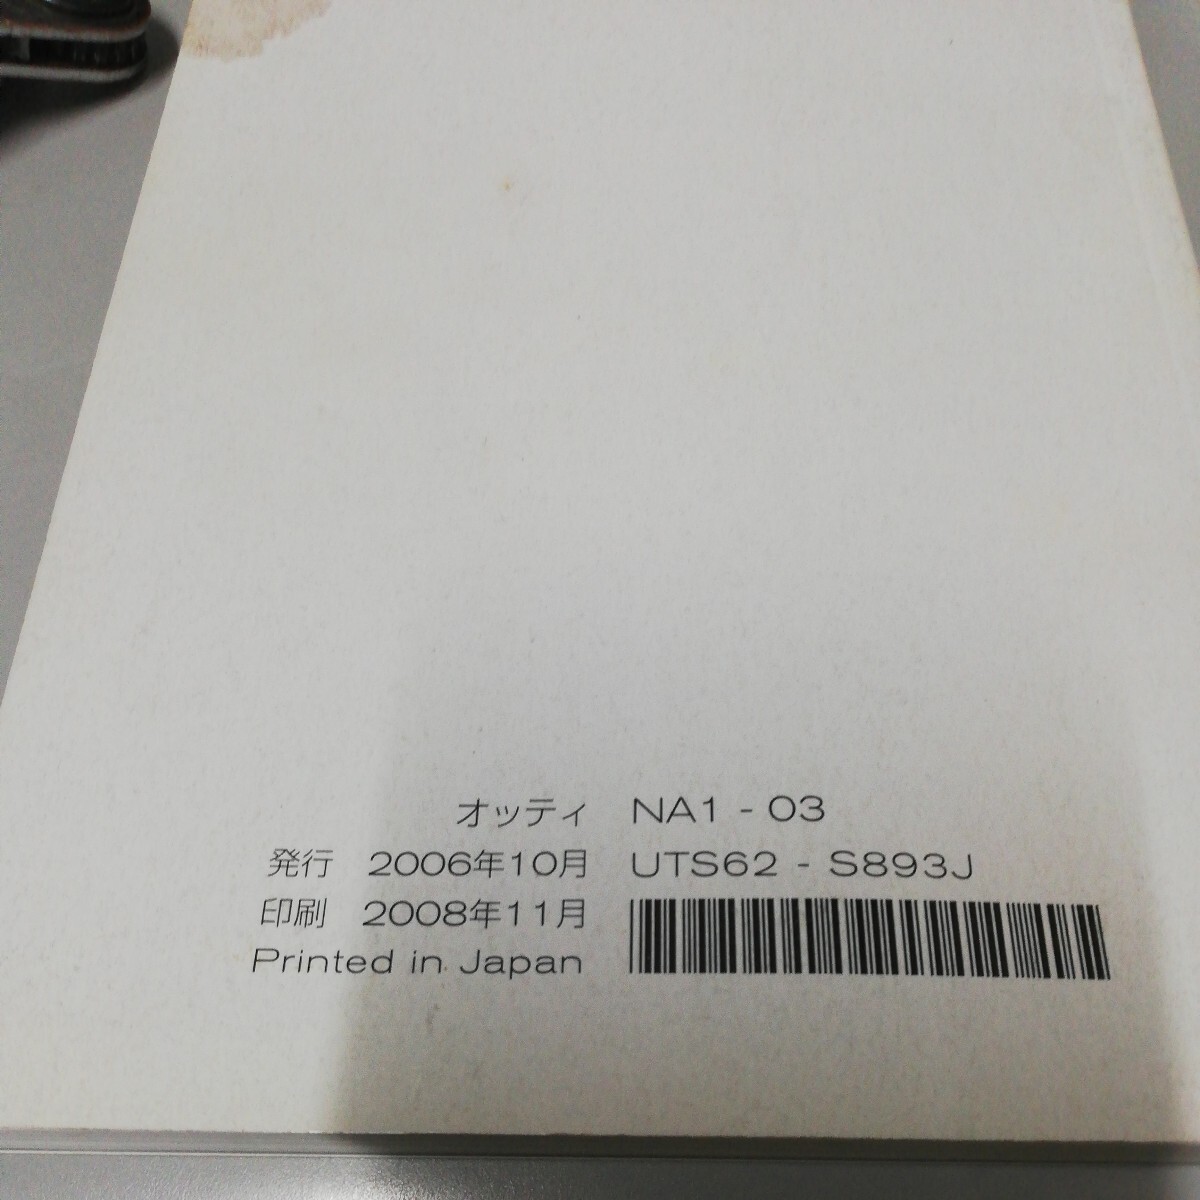 オッティ NA1 - 03
発行 2006年10月 UTS62 - S893J
印刷 2008年11月
Printed in Japan